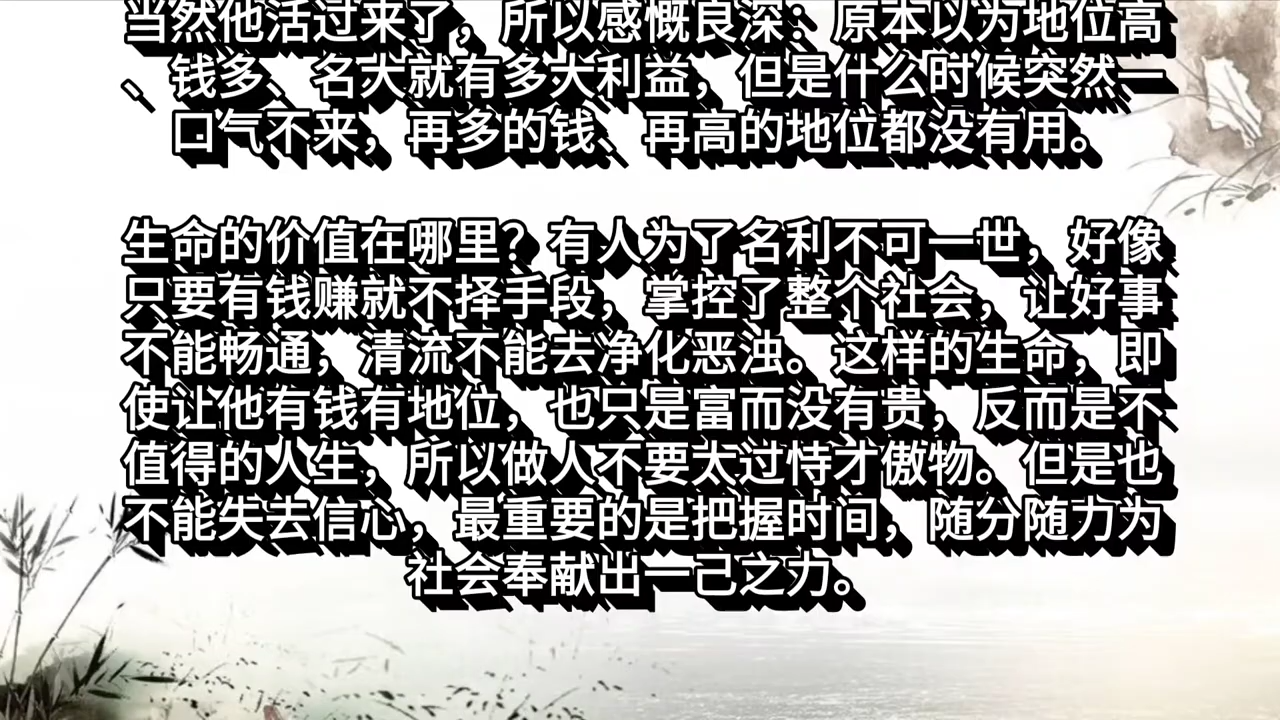 当然他活过来了，所以感慨良深：原本以为地位高
、钱多、名大就有多大利益，但是什么时候突然一
口气不来，再多的钱、再高的地位都没有用。
生命的价值在哪里？有人为了名利不可一世，好像
只要有钱赚就不择手段，掌控了整个社会，让好事
不能畅通，清流不能去净化恶浊。这样的生命，即
使让他有钱有地位，也只是富而没有贵，反而是不
值得的人生，所以做人不要太过恃才傲物。但是也
不能失去信心，最重要的是把握时间，随分随力为
社会奉献出一己之力。